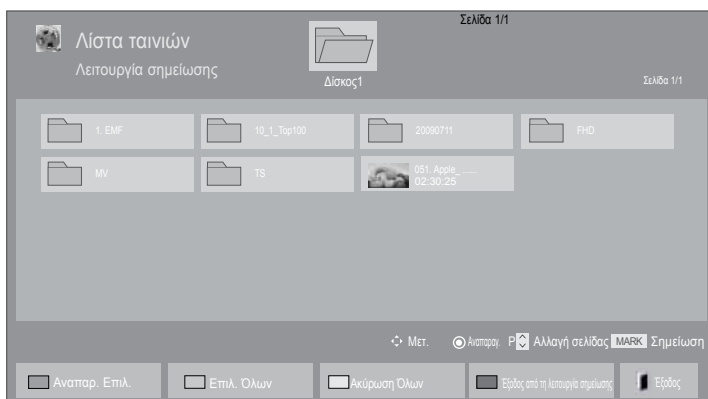 Σελίδα 1/1
Λίστα ταινιών
Λειτουργία σημείωσης
Δίσκος1
Σελίδα 1/1
1. EMF
10_1_Top100
20090711
FHD
MV
TS
051. Apple_ ......
02:30:25
Μετ.
Αναπαραγ.
P Αλλαγή σελίδας
MARK Σημείωση
Αναπαρ. Επιλ.
Επιλ. Όλων
Ακύρωση Όλων
Έξοδος από τη λειτουργία σημείωσης
Έξοδος